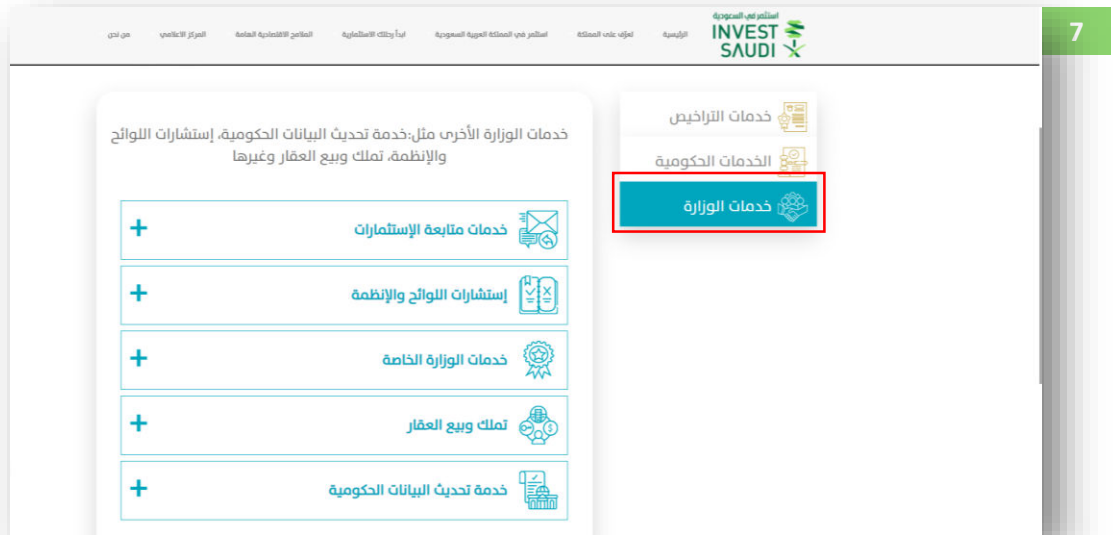 7
استثمر في السعودية
INVEST
SAUDI
الرئيسية
تعرّف على المملكة
استثمر في المملكة العربية السعودية
ابدأ رحلتك الاستثمارية
الملامح الاقتصادية العامة
المركز الاعلامي
من نحن
خدمات التراخيص
الخدمات الحكومية
خدمات الوزارة
خدمات الوزارة الأخرى مثل:خدمة تحديث البيانات الحكومية، إستشارات اللوائح
والإنظمة، تملك وبيع العقار وغيرها
خدمات متابعة الإستثمارات
+
إستشارات اللوائح والإنظمة
+
خدمات الوزارة الخاصة
+
تملك وبيع العقار
+
خدمة تحديث البيانات الحكومية
+